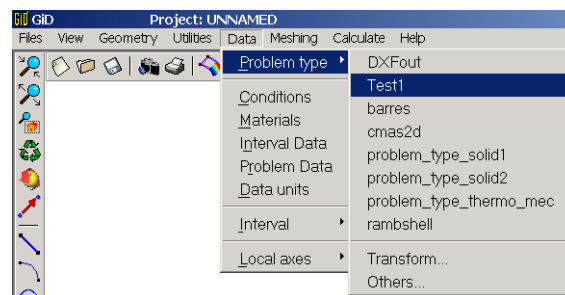 GiD GiD Project: UNNAMED
Files View Geometry Utilities Data Meshing Calculate Help
Problem type
Conditions
Materials
Interval Data
Problem Data
Data units
Interval
Local axes
DXFout
Test1
barres
cmas2d
problem_type_solid1
problem_type_solid2
problem_type_thermo_mec
rambshell
Transform...
Others...